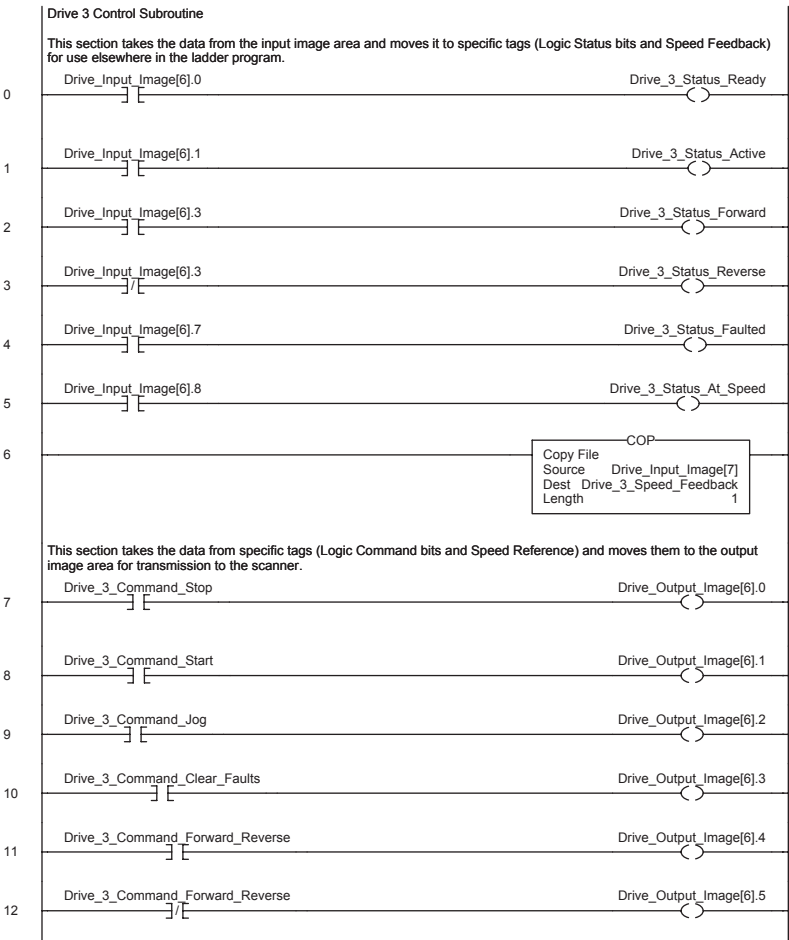 Drive 3 Control Subroutine
This section takes the data from the input image area and moves it to specific tags (Logic Status bits and Speed Feedback)
for use elsewhere in the ladder program.
Drive_Input_Image[6].0 Drive_3_Status_Ready
0
Drive_Input_Image[6].1 Drive_3_Status_Active
1
Drive_Input_Image[6].3 Drive_3_Status_Forward
2
Drive_Input_Image[6].3 Drive_3_Status_Reverse
3
Drive_Input_Image[6].7 Drive_3_Status_Faulted
4
Drive_Input_Image[6].8 Drive_3_Status_At_Speed
5
COP
6
Copy File
Source Drive_Input_Image[7]
Dest Drive_3_Speed_Feedback
Length 1
This section takes the data from specific tags (Logic Command bits and Speed Reference) and moves them to the output
image area for transmission to the scanner.
Drive_3_Command_Stop Drive_Output_Image[6].0
7
Drive_3_Command_Start Drive_Output_Image[6].1
8
Drive_3_Command_Jog Drive_Output_Image[6].2
9
Drive_3_Command_Clear_Faults Drive_Output_Image[6].3
10
Drive_3_Command_Forward_Reverse Drive_Output_Image[6].4
11
Drive_3_Command_Forward_Reverse Drive_Output_Image[6].5
12